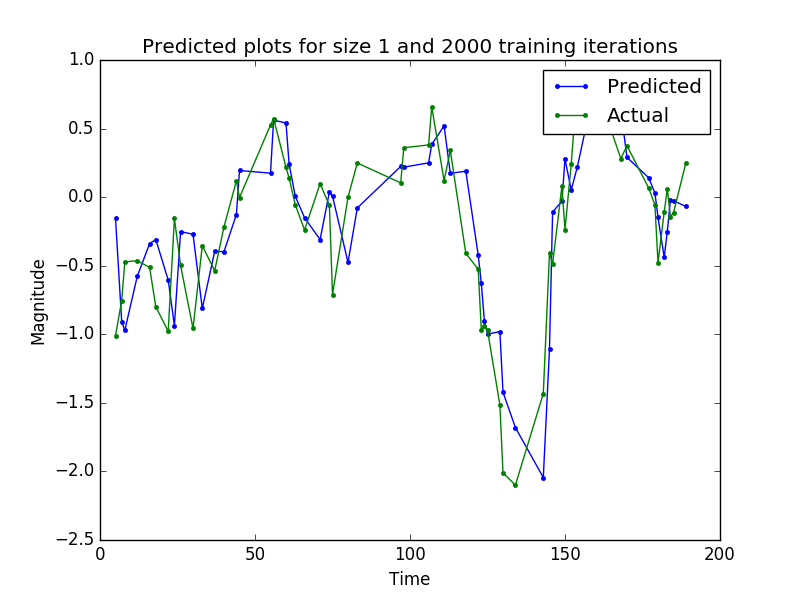 Predicted plots for size 1 and 2000 training iterations
Predicted
Actual
1.0
0.5
0.0
−0.5
−1.0
−1.5
−2.0
−2.5
Magnitude
0
50
100
150
200
Time